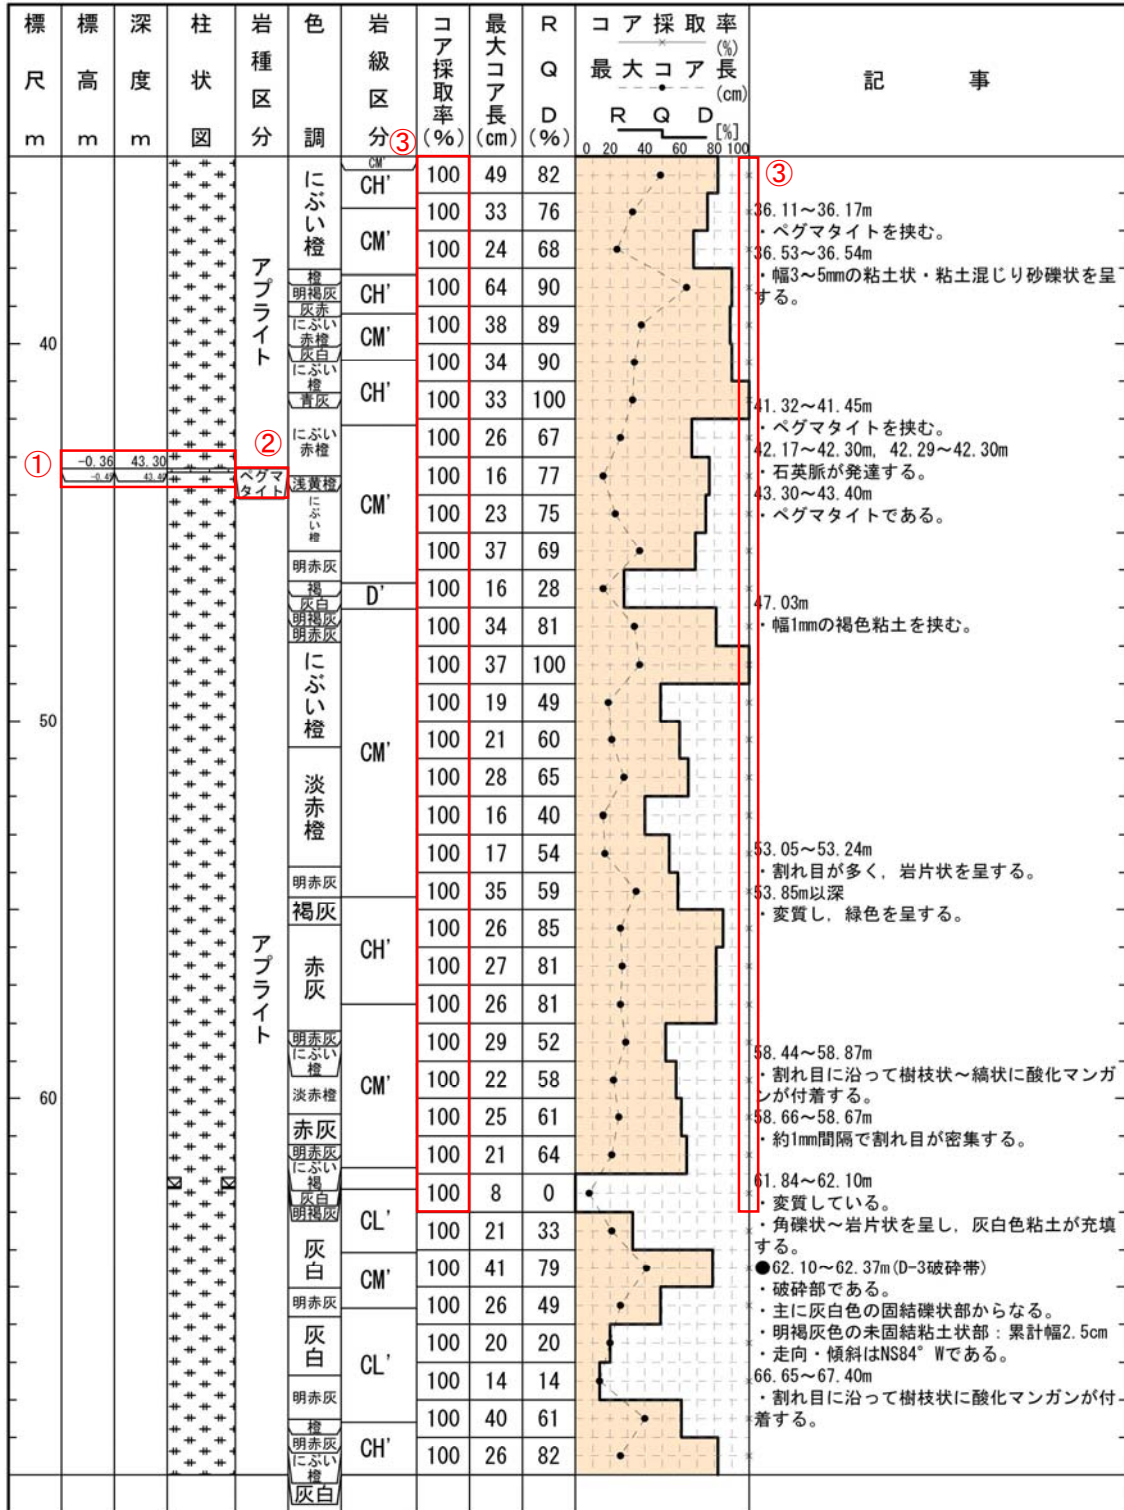 標尺 m
標高 m
深度 m
柱状図
岩種区分
色調
岩級区分
コア採取率(%)
最大コア長(cm)
RQD(%)
コア採取率
(%)
最大コア長
(cm)
RQD
[%]
0 20 40 60 80 100
記事
①
②
③
③
40
50
60
-0.36 43.30
アプライト
ペグマタイト
アプライト
にぶい橙
橙
明褐灰
灰赤
にぶい赤橙
灰白
にぶい橙
青灰
にぶい赤橙
浅黄橙
にぶい橙
明赤灰
褐
灰白
明褐灰
明赤灰
にぶい橙
淡赤橙
明赤灰
褐灰
赤灰
明赤灰
にぶい橙
淡赤橙
赤灰
明赤灰
にぶい褐
灰白
明褐灰
灰白
明赤灰
灰白
明赤灰
橙
明赤灰
にぶい橙
灰白
CM'
CH'
CM'
CH'
CM'
CH'
CM'
D'
CM'
CH'
CM'
CL'
CM'
CL'
CH'
100 49 82
100 33 76
100 24 68
100 64 90
100 38 89
100 34 90
100 33 100
100 26 67
100 16 77
100 23 75
100 37 69
100 16 28
100 34 81
100 37 100
100 19 49
100 21 60
100 28 65
100 16 40
100 17 54
100 35 59
100 26 85
100 27 81
100 26 81
100 29 52
100 22 58
100 25 61
100 21 64
100 8 0
100 21 33
100 41 79
100 26 49
100 20 20
100 14 14
100 40 61
100 26 82
36.11～36.17m
・ペグマタイトを挟む。
36.53～36.54m
・幅3～5mmの粘土状・粘土混じり砂礫状を呈
する。
41.32～41.45m
・ペグマタイトを挟む。
42.17～42.30m, 42.29～42.30m
・石英脈が発達する。
43.30～43.40m
・ペグマタイトである。
47.03m
・幅1mmの褐色粘土を挟む。
53.05～53.24m
・割れ目が多く，岩片状を呈する。
53.85m以深
・変質し，緑色を呈する。
58.44～58.87m
・割れ目に沿って樹枝状～縞状に酸化マンガ
ンが付着する。
58.66～58.67m
・約1mm間隔で割れ目が密集する。
61.84～62.10m
・変質している。
・角礫状～岩片状を呈し，灰白色粘土が充填
する。
●62.10～62.37m(D-3破砕帯)
・破砕部である。
・主に灰白色の固結礫状部からなる。
・明褐灰色の未固結粘土状部：累計幅2.5cm
・走向・傾斜はNS84°Wである。
66.65～67.40m
・割れ目に沿って樹枝状に酸化マンガンが付
着する。